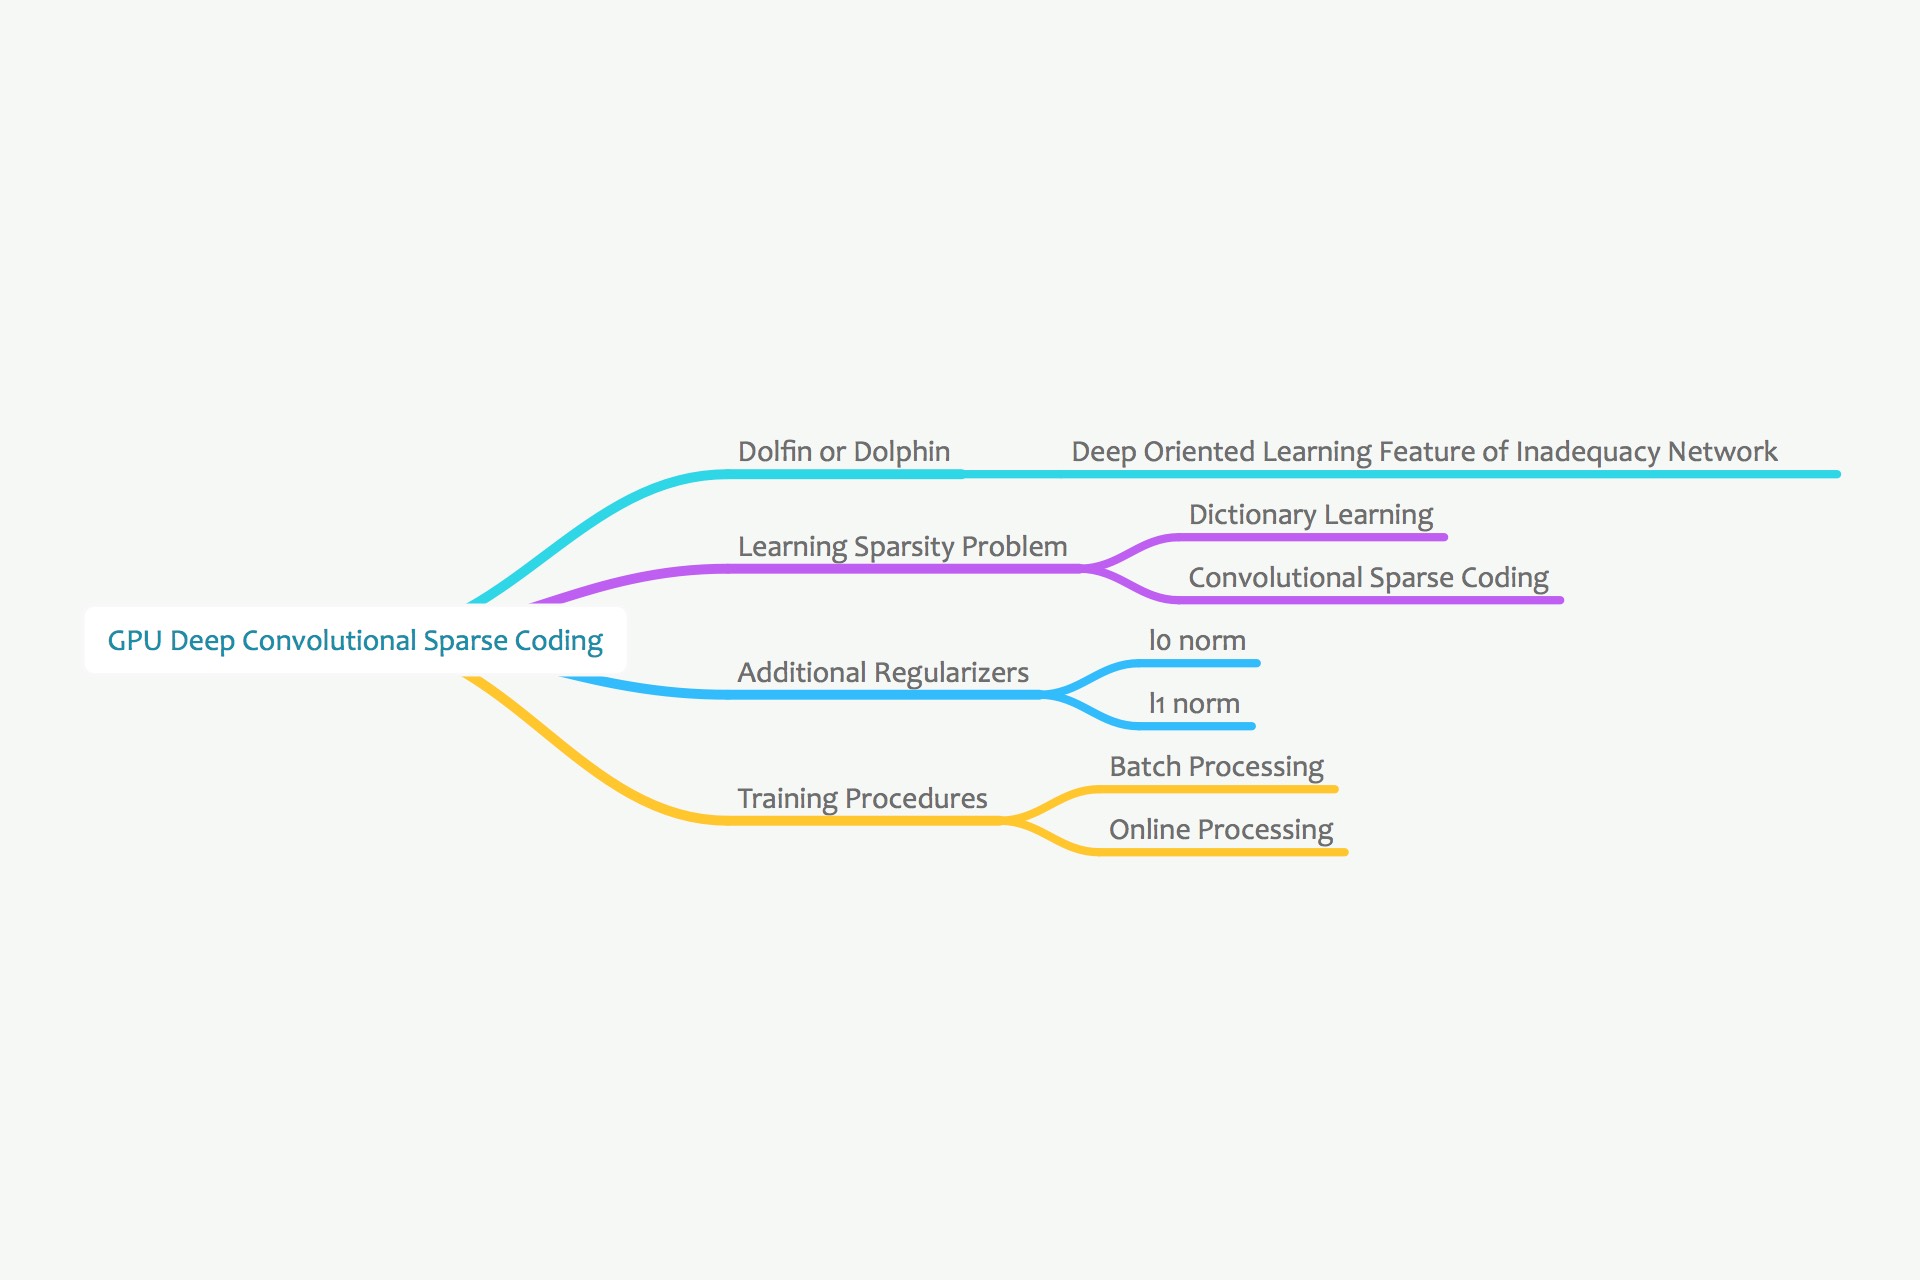 GPU Deep Convolutional Sparse Coding
Dolfin or Dolphin
Deep Oriented Learning Feature of Inadequacy Network
Learning Sparsity Problem
Dictionary Learning
Convolutional Sparse Coding
Additional Regularizers
l0 norm
l1 norm
Training Procedures
Batch Processing
Online Processing